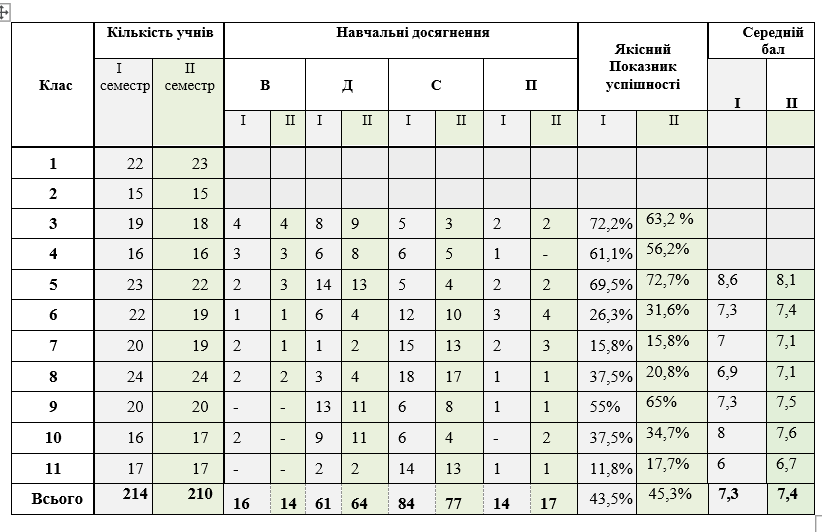 Клас Кількість учнів Навчальні досягнення Якісний Показник успішності Середній бал
І семестр ІІ семестр В Д С П І ІІ
І ІІ І ІІ І ІІ І ІІ І ІІ
1 22 23
2 15 15
3 19 18 4 4 8 9 5 3 2 2 72,2% 63,2 %
4 16 16 3 3 6 8 6 5 1 - 61,1% 56,2%
5 23 22 2 3 14 13 5 4 2 2 69,5% 72,7% 8,6 8,1
6 22 19 1 1 6 4 12 10 3 4 26,3% 31,6% 7,3 7,4
7 20 19 2 1 1 2 15 13 2 3 15,8% 15,8% 7 7,1
8 24 24 2 2 3 4 18 17 1 1 37,5% 20,8% 6,9 7,1
9 20 20 - - 13 11 6 8 1 1 55% 65% 7,3 7,5
10 16 17 2 - 9 11 6 4 - 2 37,5% 34,7% 8 7,6
11 17 17 - - 2 2 14 13 1 1 11,8% 17,7% 6 6,7
Всього 214 210 16 14 61 64 84 77 14 17 43,5% 45,3% 7,3 7,4